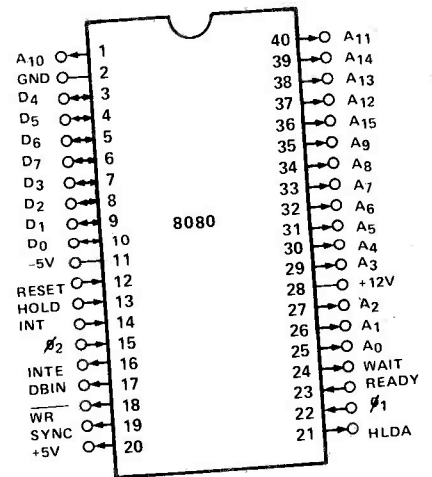 A10 1 40 A11
GND 2 39 A14
D4 3 38 A13
D5 4 37 A12
D6 5 36 A15
D7 6 35 A9
D3 7 34 A8
D2 8 33 A7
D1 9 32 A6
D0 10 31 A5
-5V 11 30 A4
RESET 12 29 A3
HOLD 13 28 +12V
INT 14 27 A2
ø2 15 26 A1
INTE 16 25 A0
DBIN 17 24 WAIT
WR 18 23 READY
SYNC 19 22 ø1
+5V 20 21 HLDA
8080